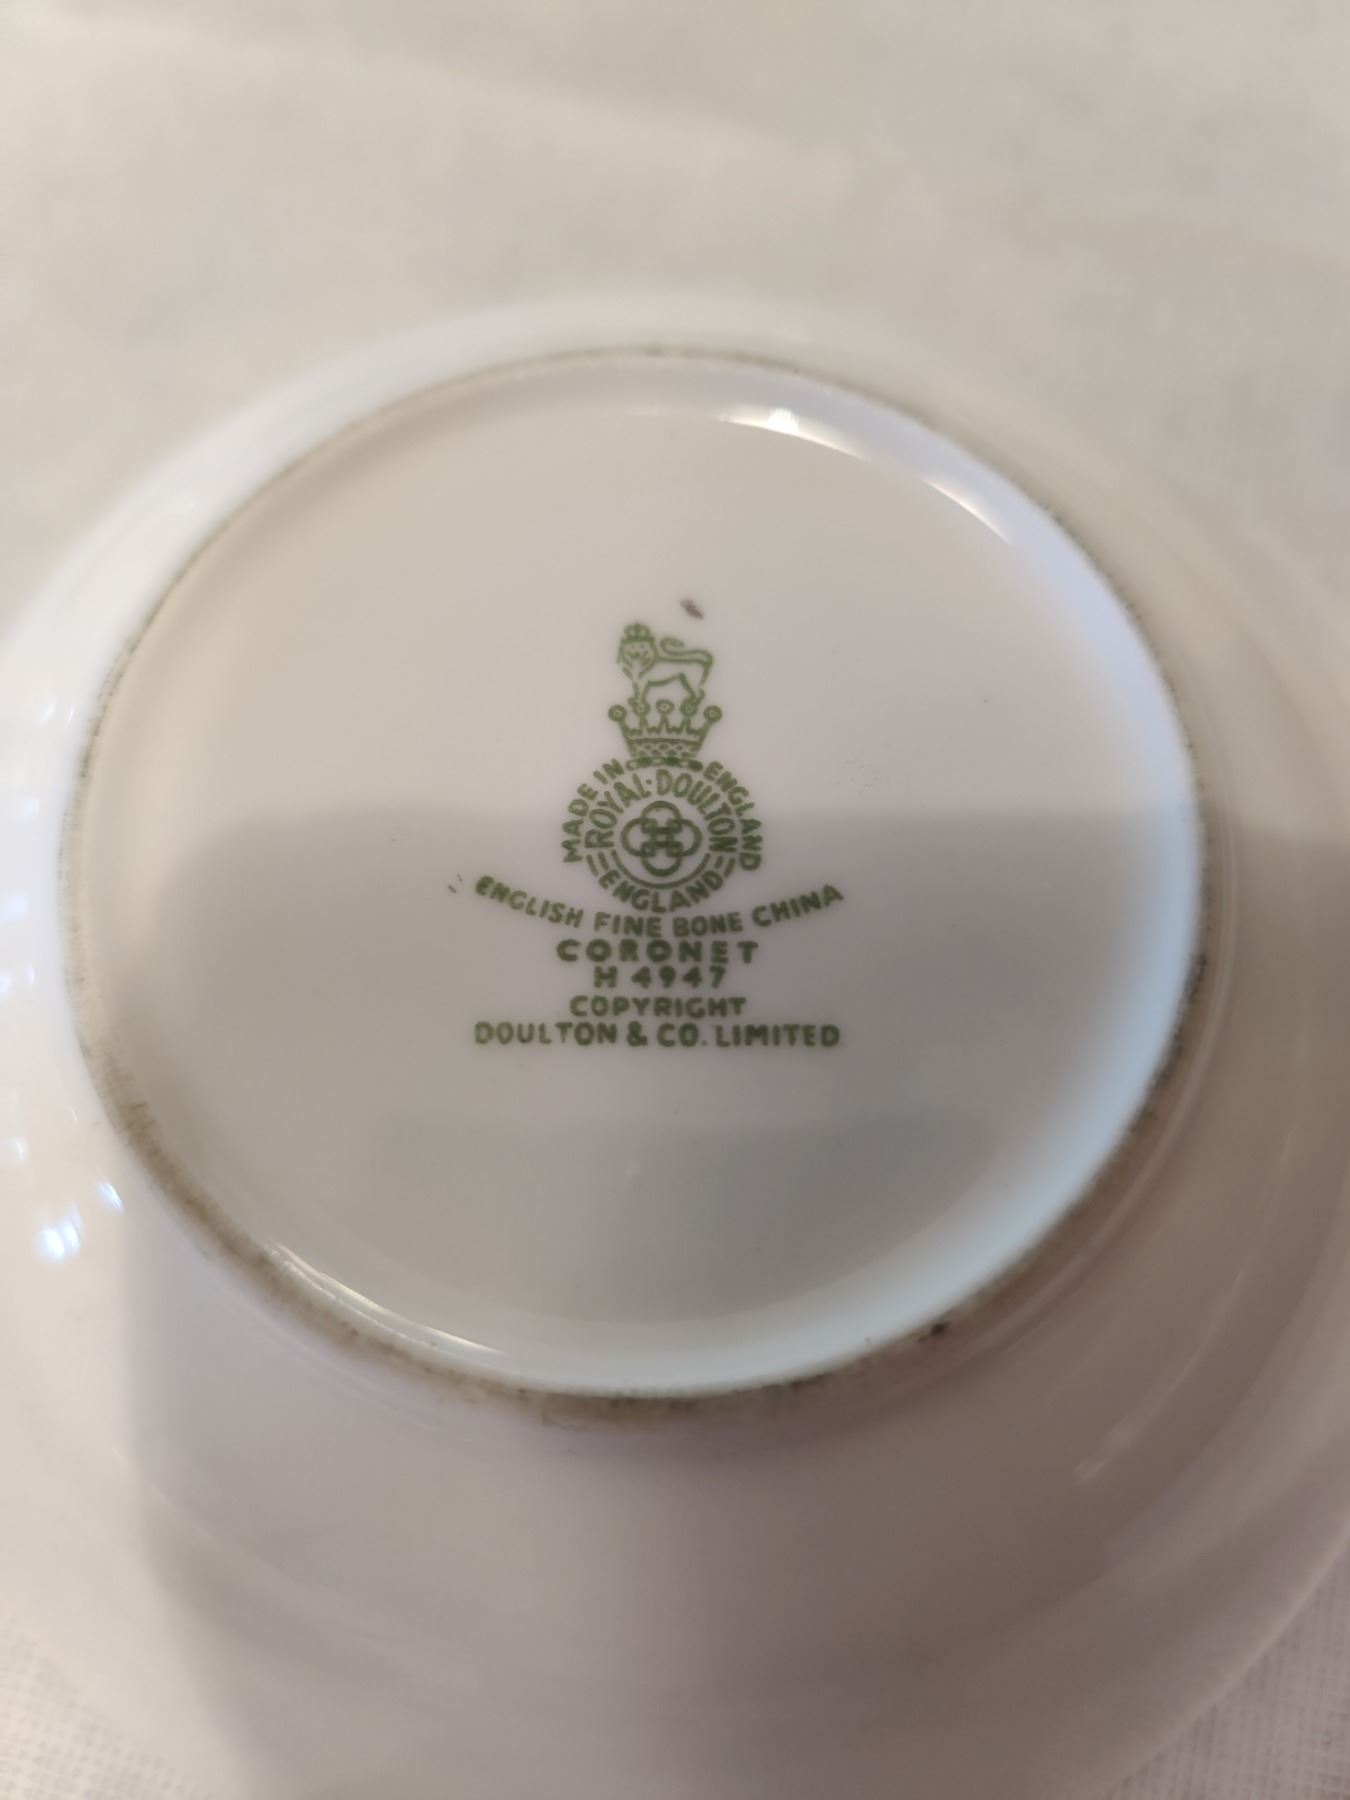 MADE IN ENGLAND
ROYAL·DOULTON
ENGLAND
ENGLISH FINE BONE CHINA
CORONET
H 4947
COPYRIGHT
DOULTON & CO. LIMITED